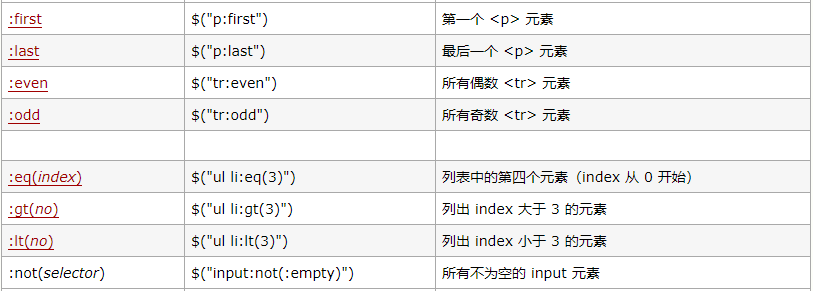 :first $("p:first") 第一个 <p> 元素
:last $("p:last") 最后一个 <p> 元素
:even $("tr:even") 所有偶数 <tr> 元素
:odd $("tr:odd") 所有奇数 <tr> 元素
:eq(index) $("ul li:eq(3)") 列表中的第四个元素（index 从 0 开始）
:gt(no) $("ul li:gt(3)") 列出 index 大于 3 的元素
:lt(no) $("ul li:lt(3)") 列出 index 小于 3 的元素
:not(selector) $("input:not(:empty)") 所有不为空的 input 元素